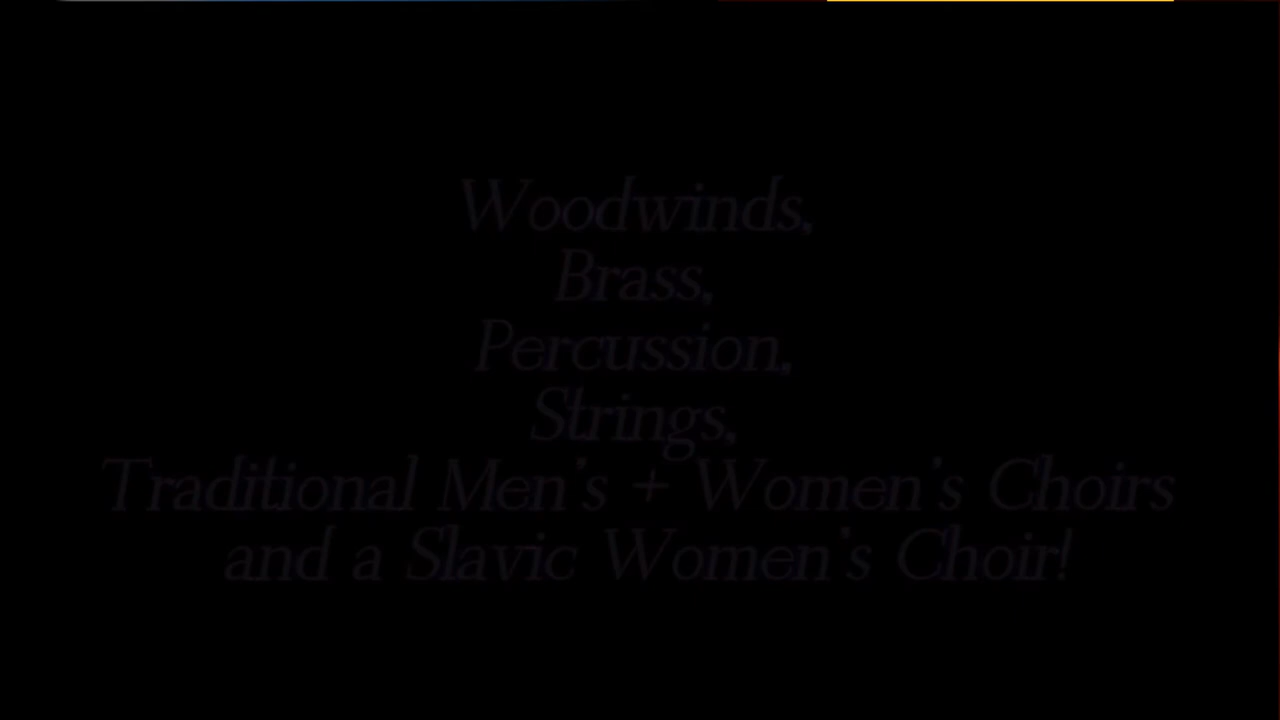 Woodwinds,
Brass,
Percussion,
Strings,
Traditional Men's + Women's Choirs
and a Slavic Women's Choir!